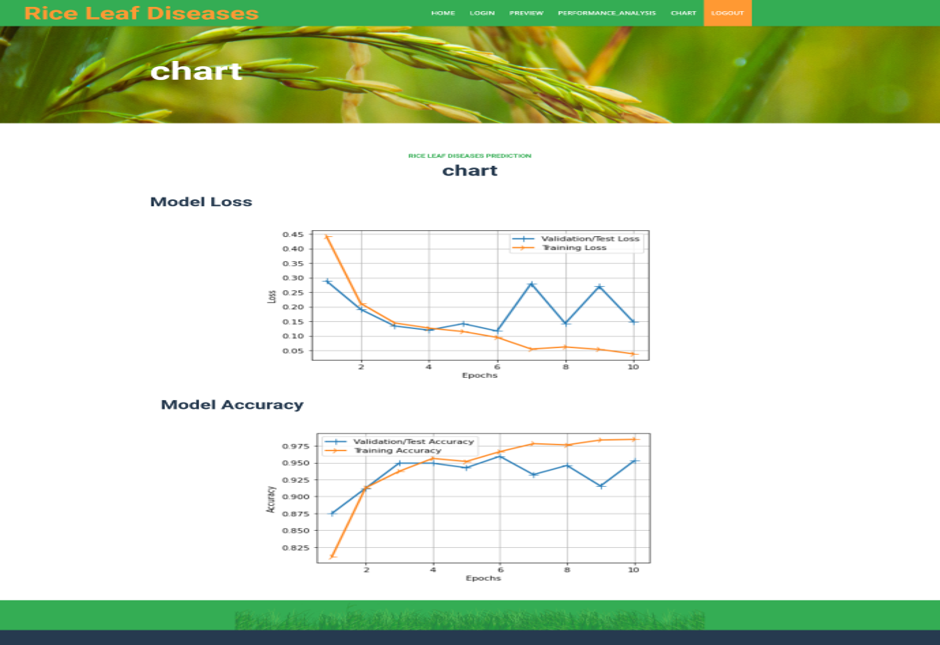 Rice Leaf Diseases
HOME LOGIN PREVIEW PERFORMANCE_ANALYSIS CHART LOGOUT
chart
RICE LEAF DISEASES PREDICTION
chart
Model Loss
Validation/Test Loss
Training Loss
0.45
0.40
0.35
0.30
0.25
0.20
0.15
0.10
0.05
Loss
2 4 6 8 10
Epochs
Model Accuracy
Validation/Test Accuracy
Training Accuracy
0.975
0.950
0.925
0.900
0.875
0.850
0.825
Accuracy
2 4 6 8 10
Epochs